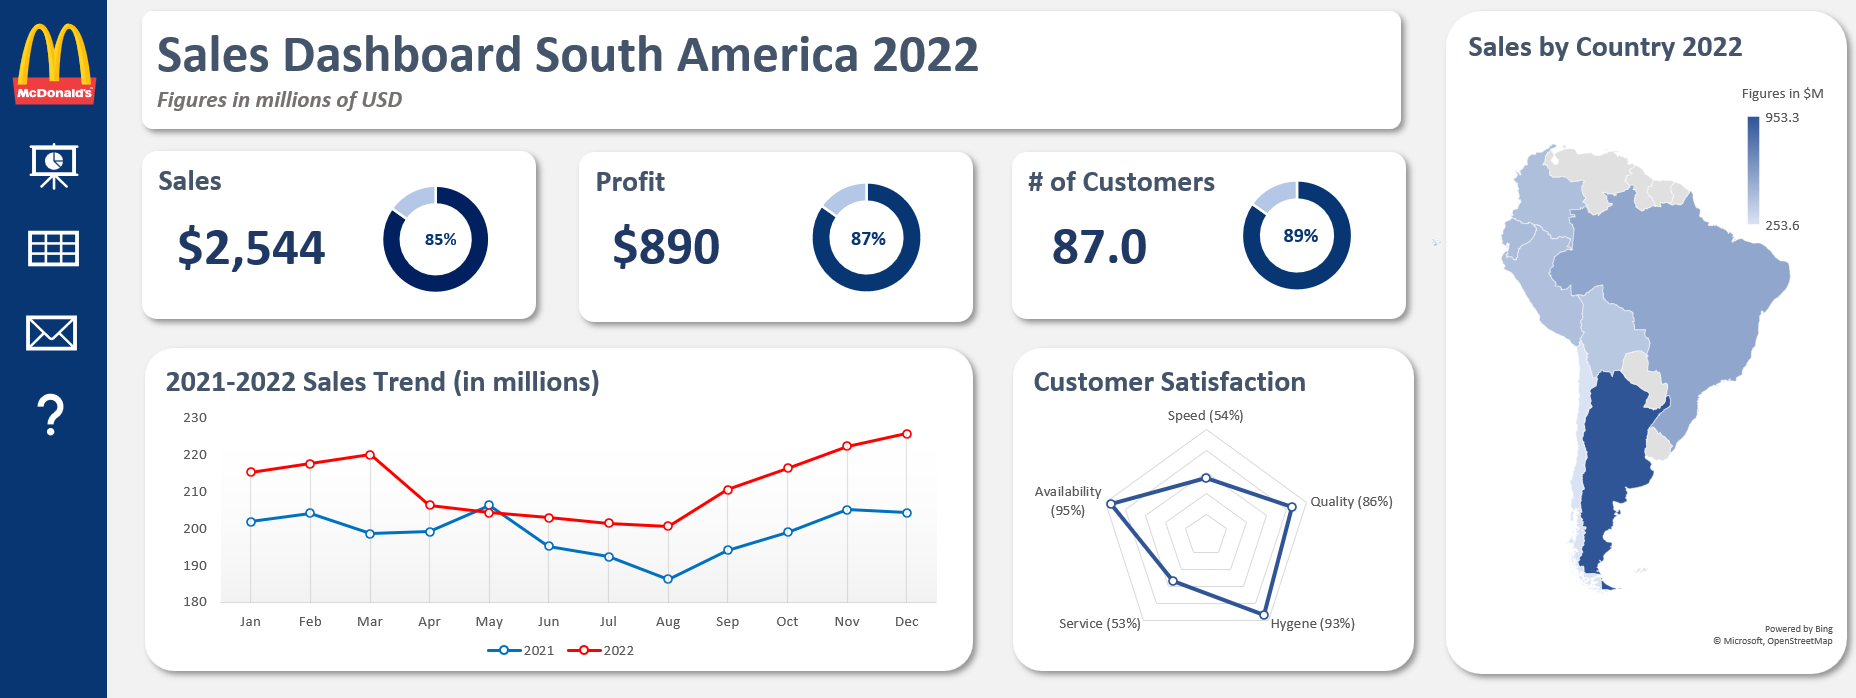 McDonald's
Sales Dashboard South America 2022
Figures in millions of USD
Sales
$2,544
85%
Profit
$890
87%
# of Customers
87.0
89%
2021-2022 Sales Trend (in millions)
230
220
210
200
190
180
Jan Feb Mar Apr May Jun Jul Aug Sep Oct Nov Dec
2021 2022
Customer Satisfaction
Speed (54%)
Quality (86%)
Hygene (93%)
Service (53%)
Availability
(95%)
Sales by Country 2022
Figures in $M
953.3
253.6
Powered by Bing
© Microsoft, OpenStreetMap